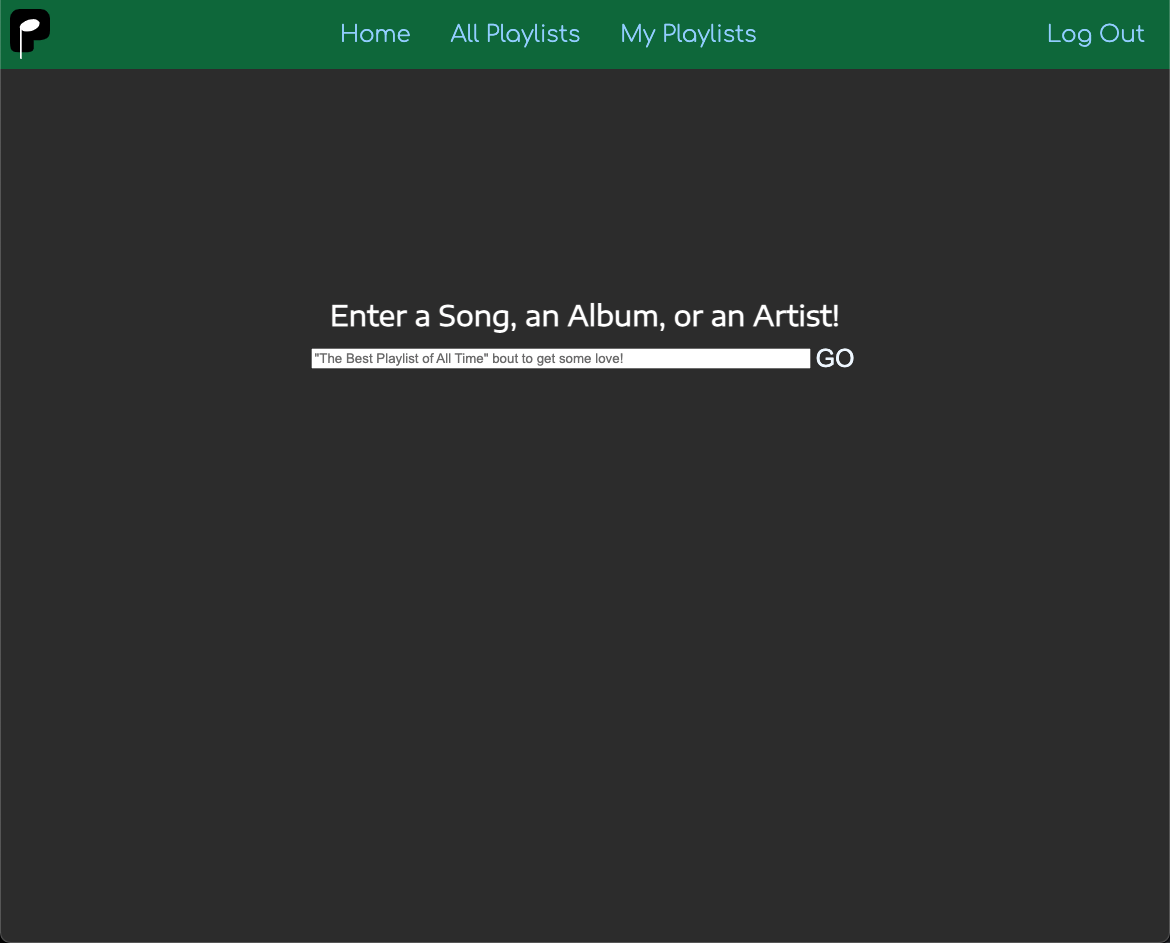 Home All Playlists My Playlists Log Out
Enter a Song, an Album, or an Artist!
"The Best Playlist of All Time" bout to get some love! GO